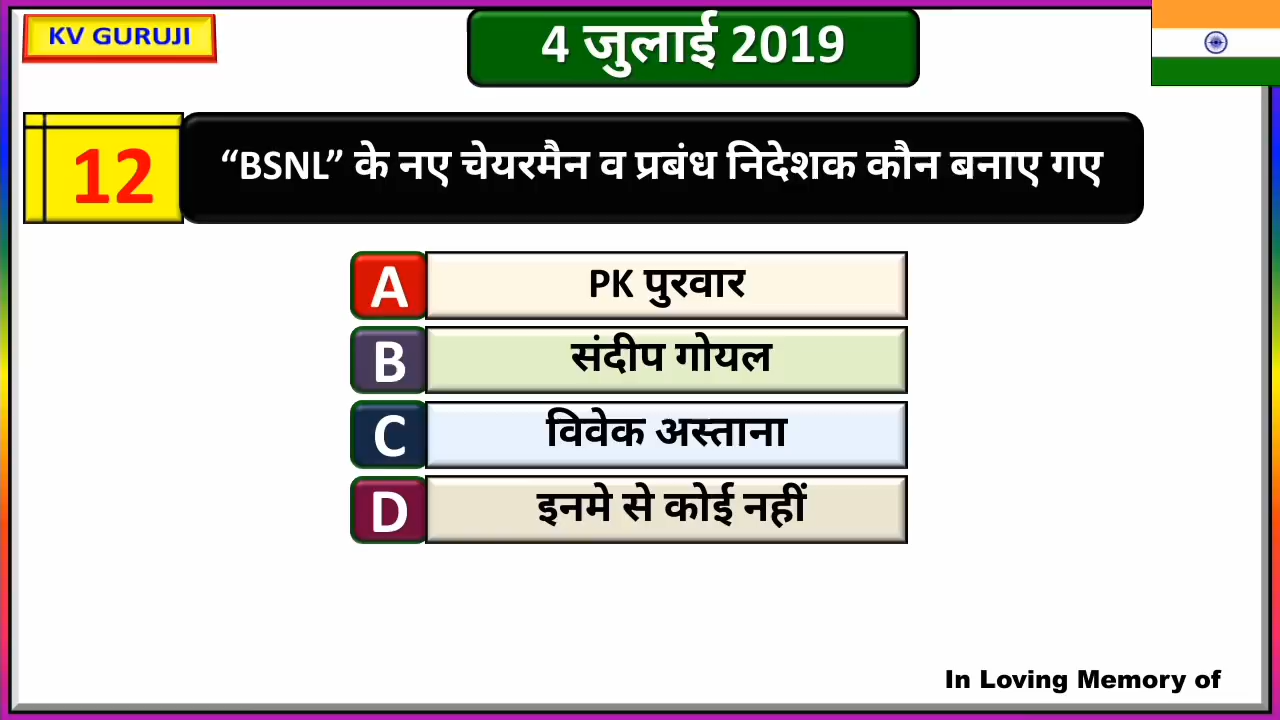 KV GURUJI
4 जुलाई 2019
12
“BSNL” के नए चेयरमैन व प्रबंध निदेशक कौन बनाए गए
A
PK पुरवार
B
संदीप गोयल
C
विवेक अस्ताना
D
इनमे से कोई नहीं
In Loving Memory of